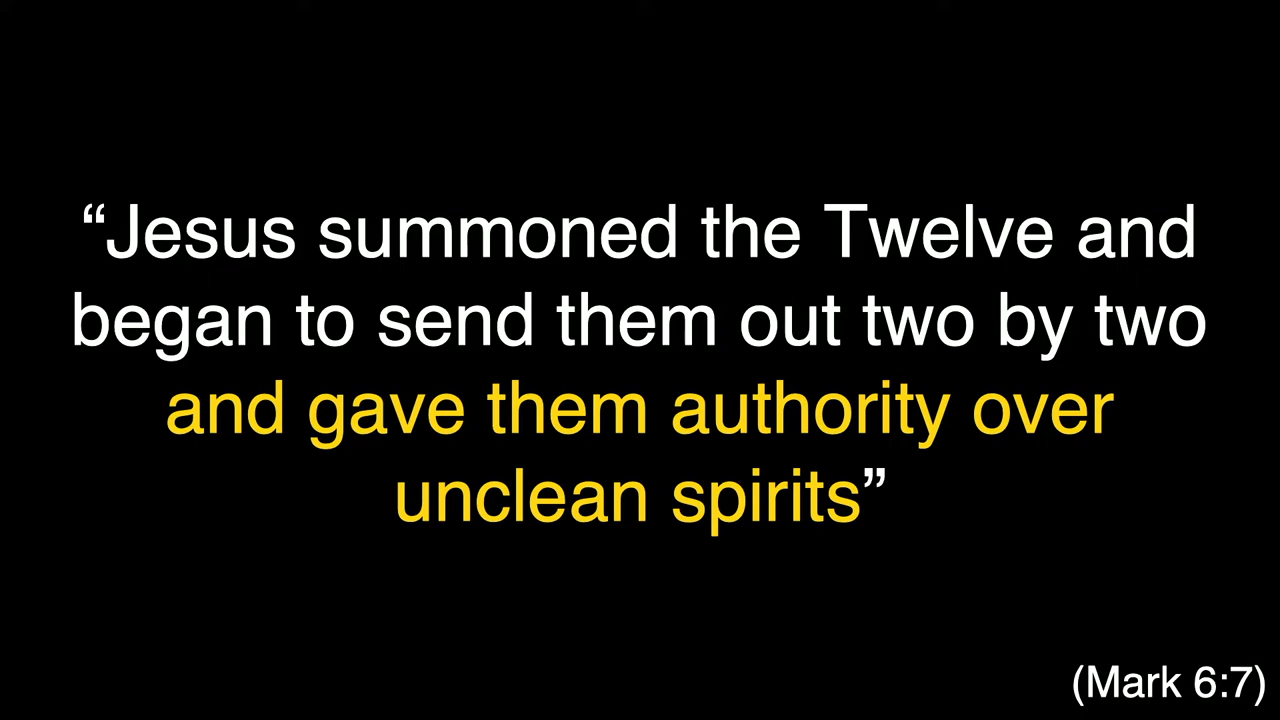 “Jesus summoned the Twelve and
began to send them out two by two
and gave them authority over
unclean spirits”
(Mark 6:7)